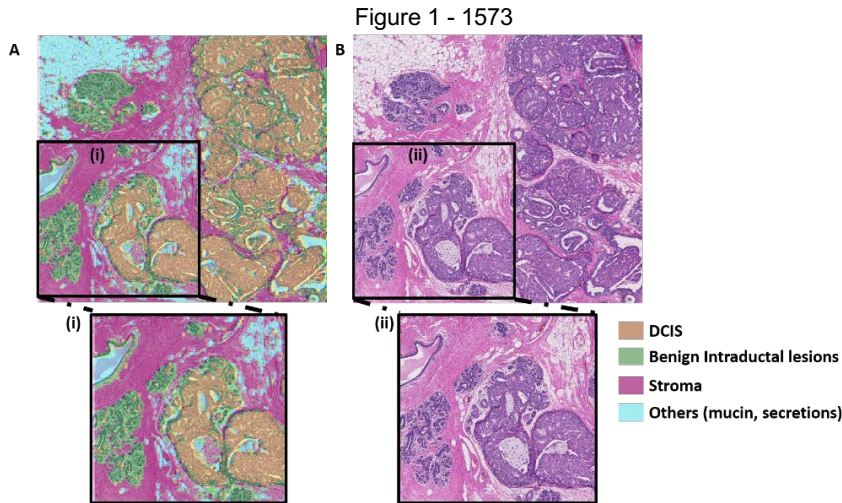 Figure 1 - 1573
A
B
(i)
(ii)
(i)
(ii)
DCIS
Benign Intraductal lesions
Stroma
Others (mucin, secretions)